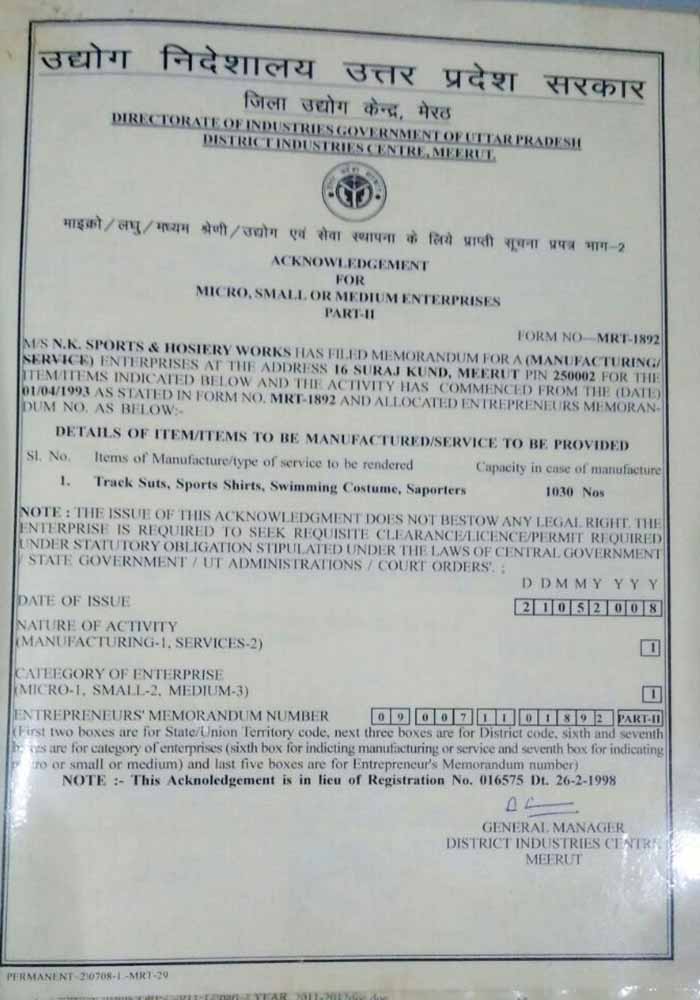 उद्योग निदेशालय उत्तर प्रदेश सरकार
जिला उद्योग केन्द्र, मेरठ
DIRECTORATE OF INDUSTRIES GOVERNMENT OF UTTAR PRADESH
DISTRICT INDUSTRIES CENTRE, MEERUT.
माइक्रो/लघु/मध्यम श्रेणी/उद्योग एवं सेवा स्थापना के लिये प्राप्ती सूचना प्रपत्र भाग-2
ACKNOWLEDGEMENT
FOR
MICRO, SMALL OR MEDIUM ENTERPRISES
PART-II
FORM NO—MRT-1892
M/S N.K. SPORTS & HOSIERY WORKS HAS FILED MEMORANDUM FOR A (MANUFACTURING/
SERVICE) ENTERPRISES AT THE ADDRESS 16 SURAJ KUND, MEERUT PIN 250002 FOR THE
ITEM/ITEMS INDICATED BELOW AND THE ACTIVITY HAS COMMENCED FROM THE (DATE)
01/04/1993 AS STATED IN FORM NO. MRT-1892 AND ALLOCATED ENTREPRENEURS MEMORAN-
DUM NO. AS BELOW:-
DETAILS OF ITEM/ITEMS TO BE MANUFACTURED/SERVICE TO BE PROVIDED
Sl. No. Items of Manufacture/type of service to be rendered Capacity in case of manufacture
1. Track Suts, Sports Shirts, Swimming Costume, Saporters 1030 Nos
NOTE : THE ISSUE OF THIS ACKNOWLEDGMENT DOES NOT BESTOW ANY LEGAL RIGHT. THE
ENTERPRISE IS REQUIRED TO SEEK REQUISITE CLEARANCE/LICENCE/PERMIT REQUIRED
UNDER STATUTORY OBLIGATION STIPULATED UNDER THE LAWS OF CENTRAL GOVERNMENT
/ STATE GOVERNMENT / UT ADMINISTRATIONS / COURT ORDERS'. :
D D M M Y Y Y Y
DATE OF ISSUE 2 1 0 5 2 0 0 8
NATURE OF ACTIVITY
(MANUFACTURING-1, SERVICES-2) 1
CATEEGORY OF ENTERPRISE
(MICRO-1, SMALL-2, MEDIUM-3) 1
ENTREPRENEURS' MEMORANDUM NUMBER 0 9 0 0 7 1 1 0 1 8 9 2 PART-II
(First two boxes are for State/Union Territory code, next three boxes are for District code, sixth and seventh
boxes are for category of enterprises (sixth box for indicting manufacturing or service and seventh box for indicating
micro or small or medium) and last five boxes are for Entrepreneur's Memorandum number)
NOTE :- This Acknoledgement is in lieu of Registration No. 016575 Dt. 26-2-1998
GENERAL MANAGER
DISTRICT INDUSTRIES CENTRE
MEERUT
PERMANENT-2\0708-1.-MRT-29
YEAR, 2011-2012